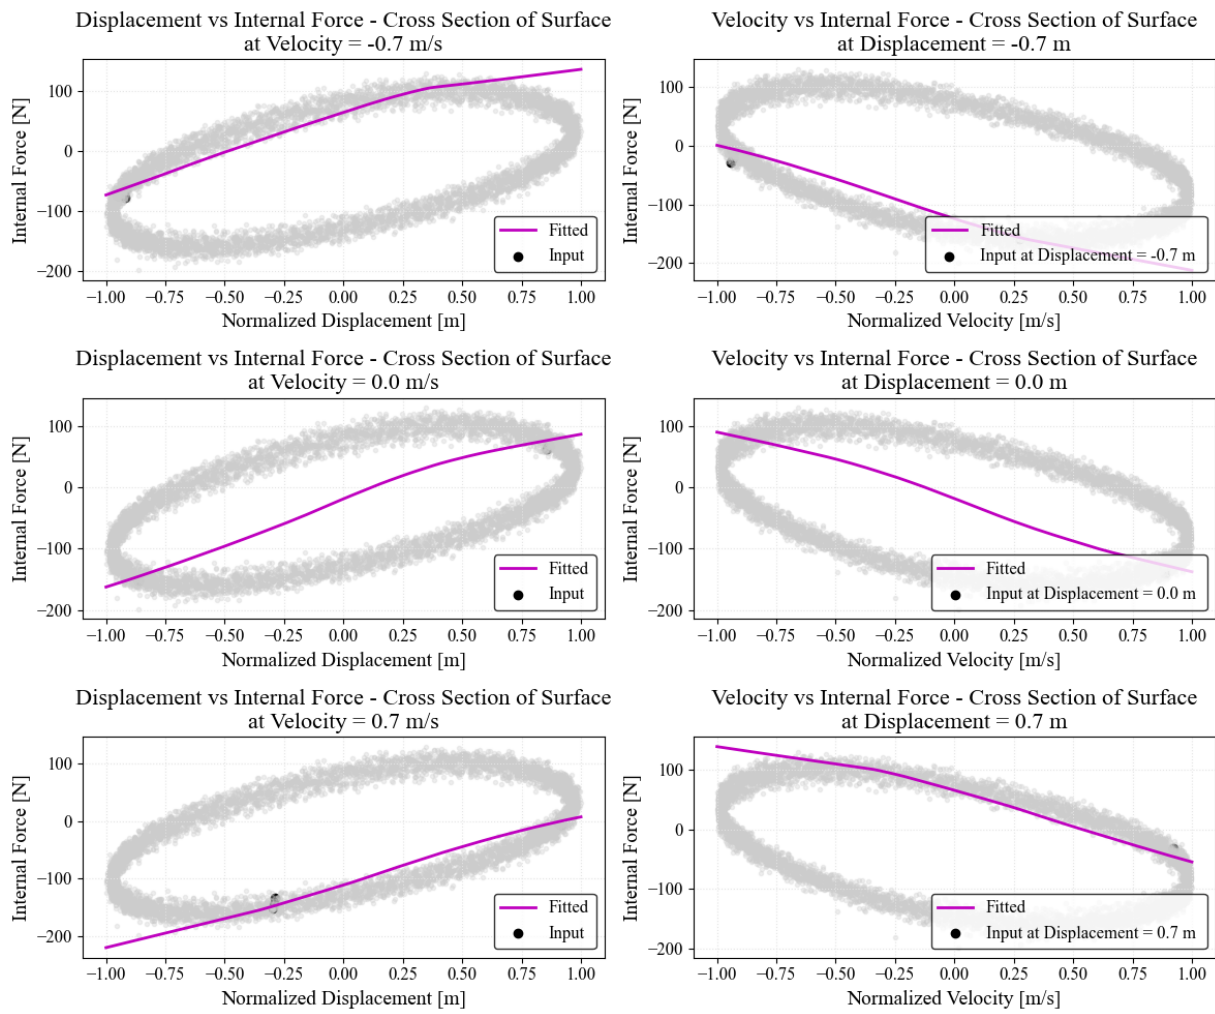 Displacement vs Internal Force - Cross Section of Surface
at Velocity = -0.7 m/s
Internal Force [N]
100
0
−100
−200
Fitted
Input
−1.00 −0.75 −0.50 −0.25 0.00 0.25 0.50 0.75 1.00
Normalized Displacement [m]
Velocity vs Internal Force - Cross Section of Surface
at Displacement = -0.7 m
Internal Force [N]
100
0
−100
−200
Fitted
Input at Displacement = -0.7 m
−1.00 −0.75 −0.50 −0.25 0.00 0.25 0.50 0.75 1.00
Normalized Velocity [m/s]
Displacement vs Internal Force - Cross Section of Surface
at Velocity = 0.0 m/s
Internal Force [N]
100
0
−100
−200
Fitted
Input
−1.00 −0.75 −0.50 −0.25 0.00 0.25 0.50 0.75 1.00
Normalized Displacement [m]
Velocity vs Internal Force - Cross Section of Surface
at Displacement = 0.0 m
Internal Force [N]
100
0
−100
−200
Fitted
Input at Displacement = 0.0 m
−1.00 −0.75 −0.50 −0.25 0.00 0.25 0.50 0.75 1.00
Normalized Velocity [m/s]
Displacement vs Internal Force - Cross Section of Surface
at Velocity = 0.7 m/s
Internal Force [N]
100
0
−100
−200
Fitted
Input
−1.00 −0.75 −0.50 −0.25 0.00 0.25 0.50 0.75 1.00
Normalized Displacement [m]
Velocity vs Internal Force - Cross Section of Surface
at Displacement = 0.7 m
Internal Force [N]
100
0
−100
−200
Fitted
Input at Displacement = 0.7 m
−1.00 −0.75 −0.50 −0.25 0.00 0.25 0.50 0.75 1.00
Normalized Velocity [m/s]